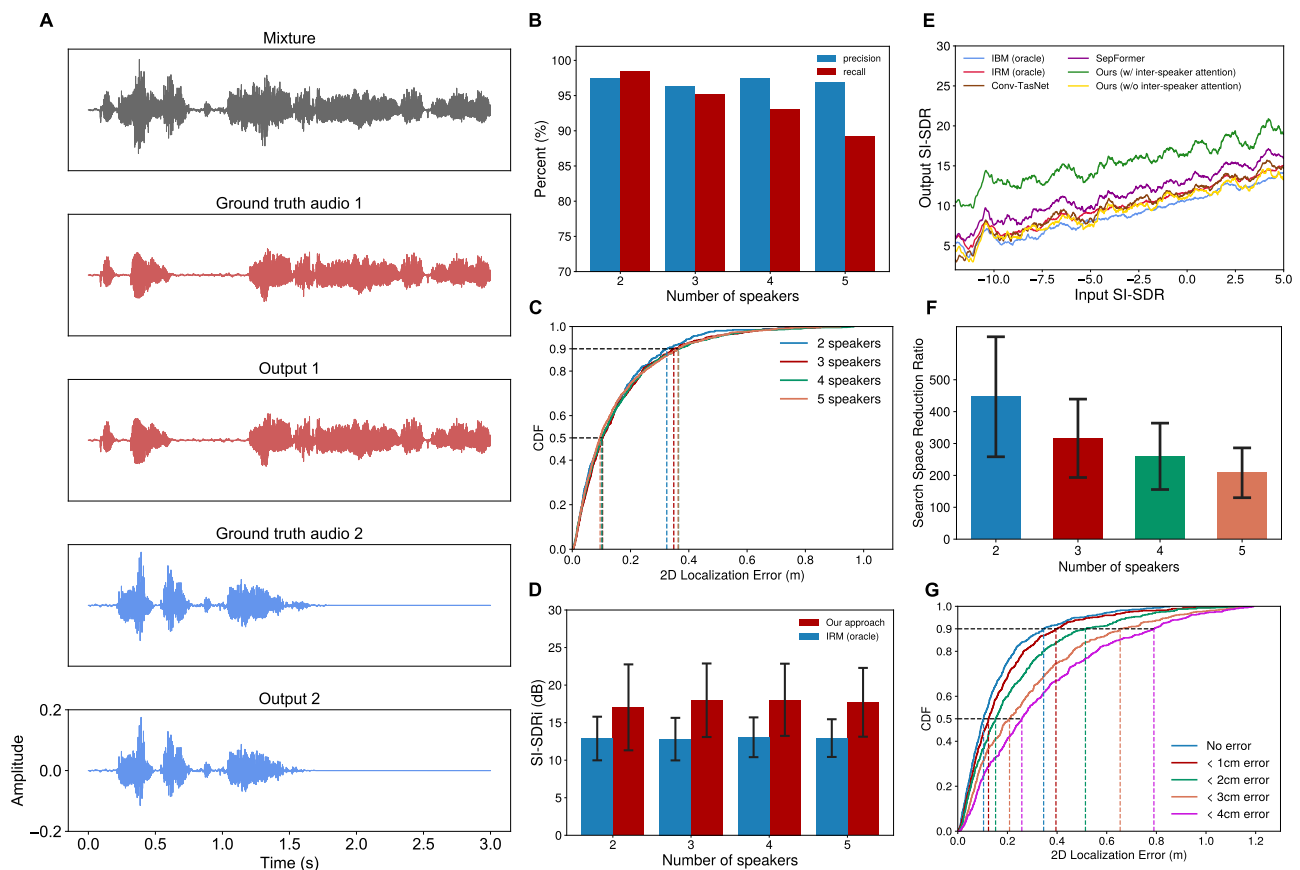 A
Mixture
Ground truth audio 1
Output 1
Ground truth audio 2
Output 2
0.2
0.0
−0.2
Amplitude
0.0 0.5 1.0 1.5 2.0 2.5 3.0
Time (s)
B
precision
recall
100
95
90
85
80
75
70
Percent (%)
2 3 4 5
Number of speakers
C
2 speakers
3 speakers
4 speakers
5 speakers
1.0
0.9
0.8
0.6
0.5
0.4
0.2
0.0
CDF
0.0 0.2 0.4 0.6 0.8 1.0
2D Localization Error (m)
D
Our approach
IRM (oracle)
30
25
20
15
10
5
0
SI-SDRi (dB)
2 3 4 5
Number of speakers
E
IBM (oracle)
IRM (oracle)
Conv-TasNet
SepFormer
Ours (w/ inter-speaker attention)
Ours (w/o inter-speaker attention)
30
25
20
15
10
5
Output SI-SDR
−10.0 −7.5 −5.0 −2.5 0.0 2.5 5.0
Input SI-SDR
F
500
400
300
200
100
0
Search Space Reduction Ratio
2 3 4 5
Number of speakers
G
1.0
0.9
0.8
0.6
0.5
0.4
0.2
0.0
CDF
No error
< 1cm error
< 2cm error
< 3cm error
< 4cm error
0.0 0.2 0.4 0.6 0.8 1.0 1.2
2D Localization Error (m)